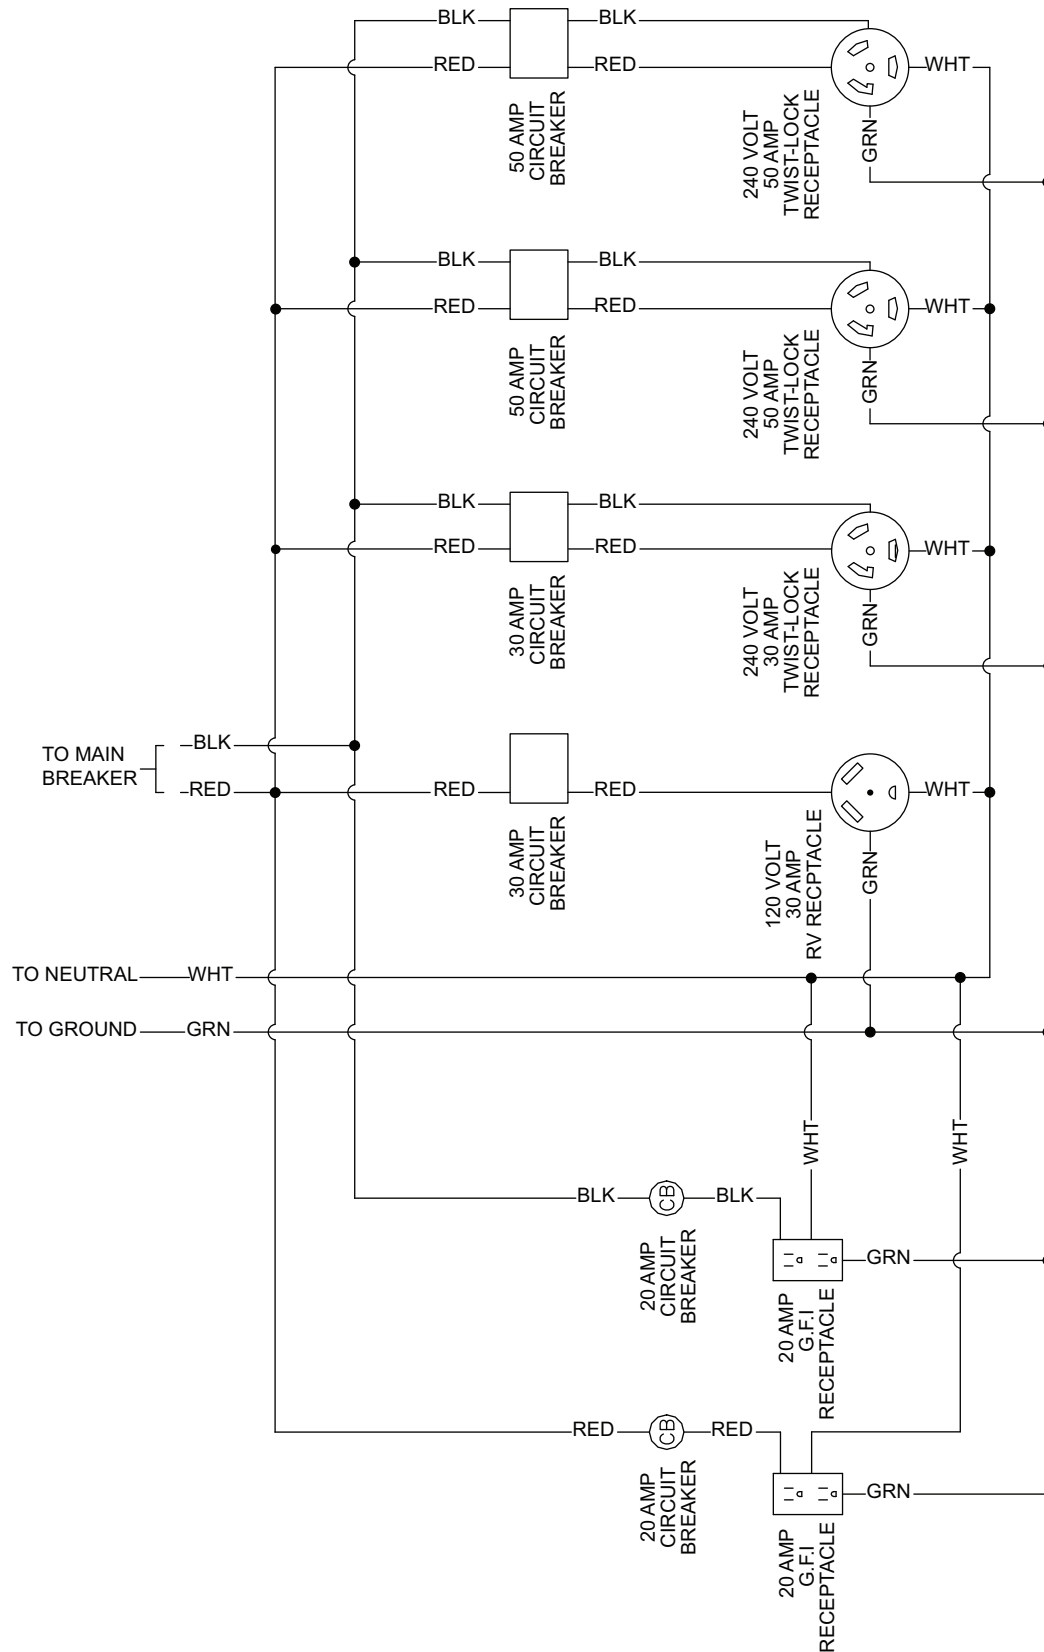 BLK
BLK
RED
RED
WHT
50 AMP
CIRCUIT
BREAKER
240 VOLT
50 AMP
TWIST-LOCK
RECEPTACLE
GRN
BLK
BLK
RED
RED
WHT
50 AMP
CIRCUIT
BREAKER
240 VOLT
50 AMP
TWIST-LOCK
RECEPTACLE
GRN
BLK
BLK
RED
RED
WHT
30 AMP
CIRCUIT
BREAKER
240 VOLT
30 AMP
TWIST-LOCK
RECEPTACLE
GRN
TO MAIN
BREAKER
BLK
RED
RED
RED
WHT
30 AMP
CIRCUIT
BREAKER
120 VOLT
30 AMP
RV RECPTACLE
GRN
TO NEUTRAL
WHT
TO GROUND
GRN
WHT
WHT
BLK
CB
BLK
20 AMP
CIRCUIT
BREAKER
GRN
20 AMP
G.F.I
RECEPTACLE
RED
CB
RED
20 AMP
CIRCUIT
BREAKER
GRN
20 AMP
G.F.I
RECEPTACLE